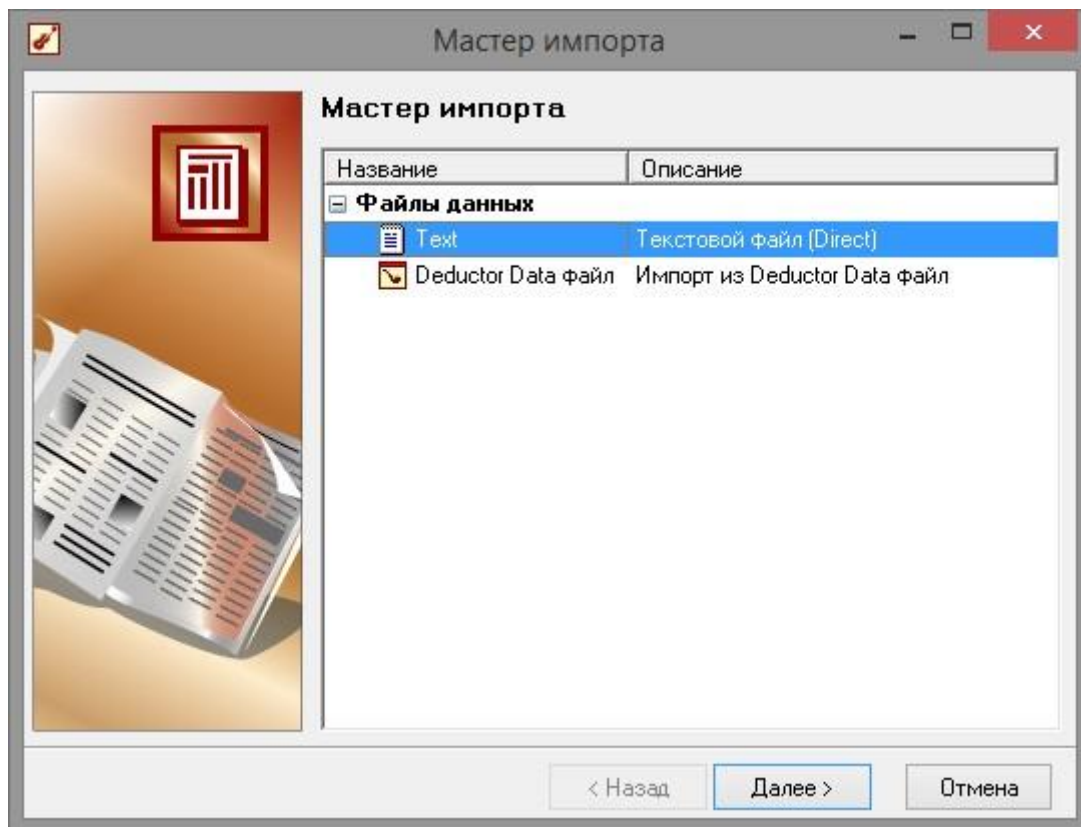 Мастер импорта
Мастер импорта
Название Описание
Файлы данных
Text Текстовой файл (Direct)
Deductor Data файл Импорт из Deductor Data файл
< Назад Далее > Отмена